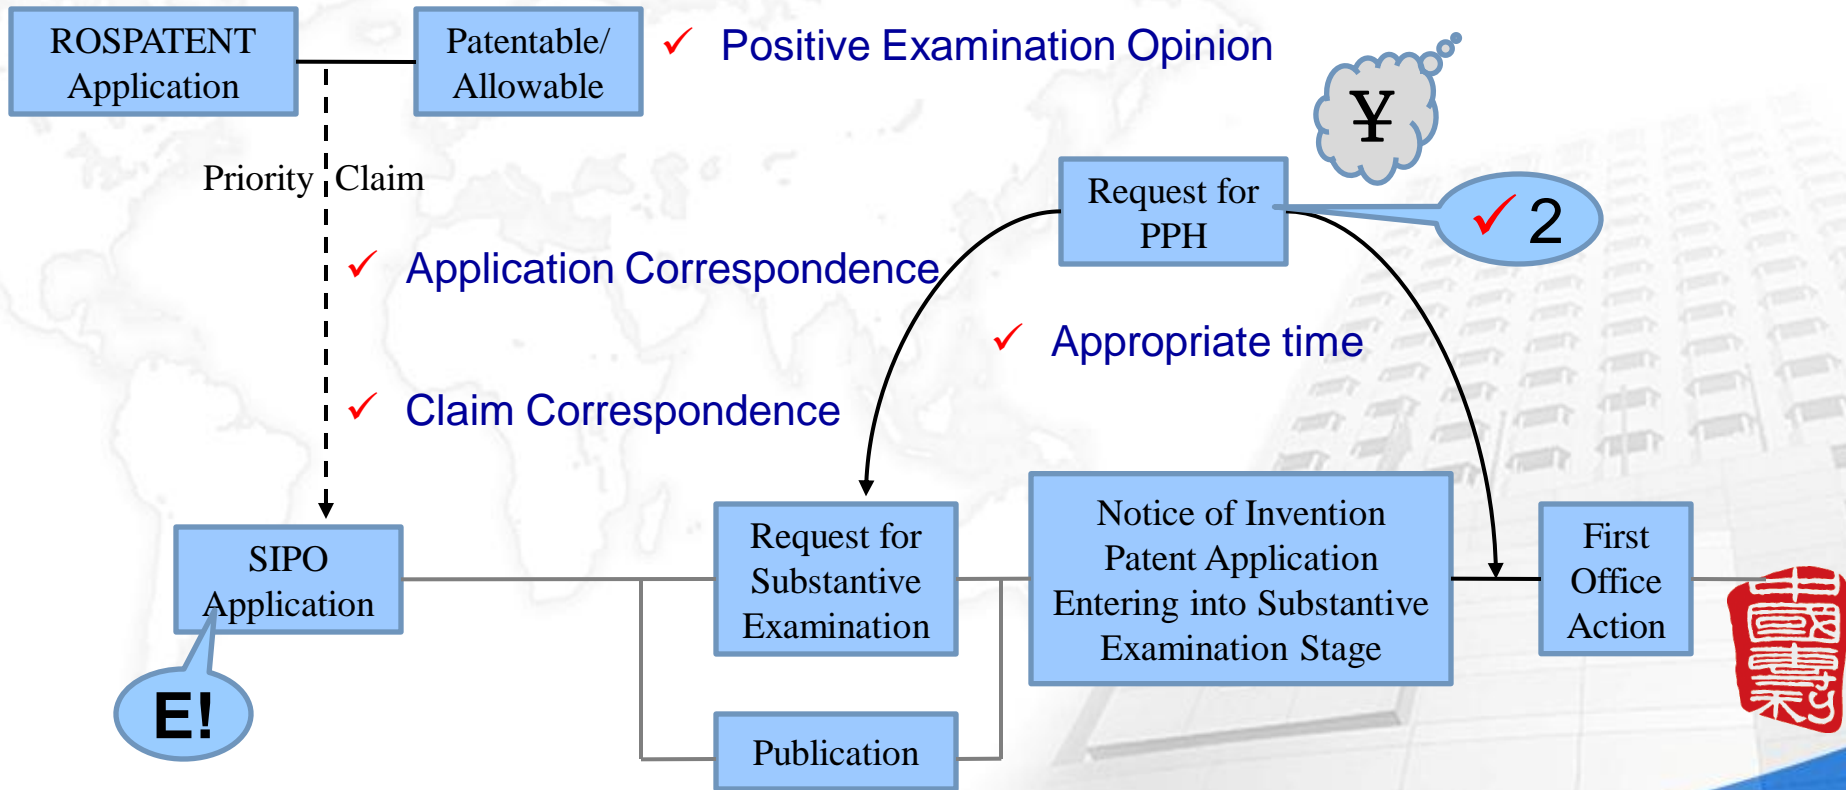 ROSPATENT
Application
Patentable/
Allowable
✓ Positive Examination Opinion
¥
Priority Claim
Request for
PPH
✓ 2
✓ Application Correspondence
✓ Appropriate time
✓ Claim Correspondence
SIPO
Application
Request for
Substantive
Examination
Notice of Invention
Patent Application
Entering into Substantive
Examination Stage
First
Office
Action
E!
Publication